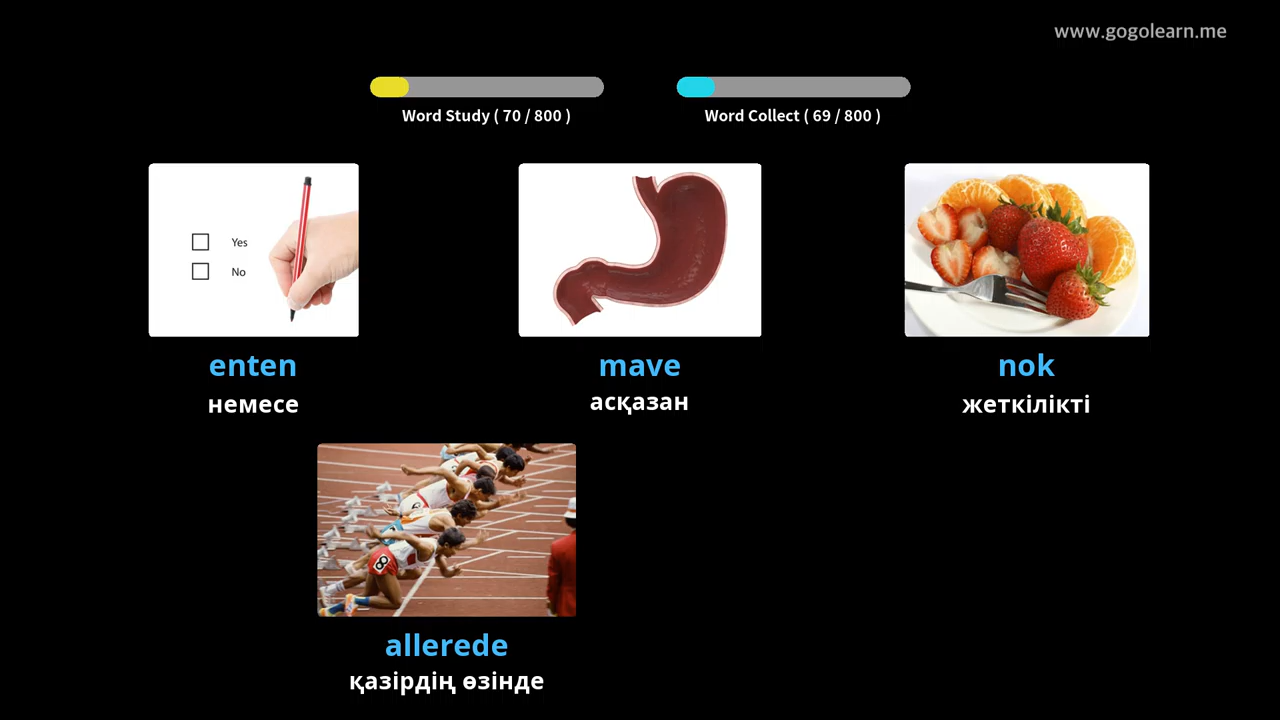 www.gogolearn.me
Word Study ( 70 / 800 )
Word Collect ( 69 / 800 )
Yes
No
enten
немесе
mave
асқазан
nok
жеткілікті
8
allerede
қазірдің өзінде